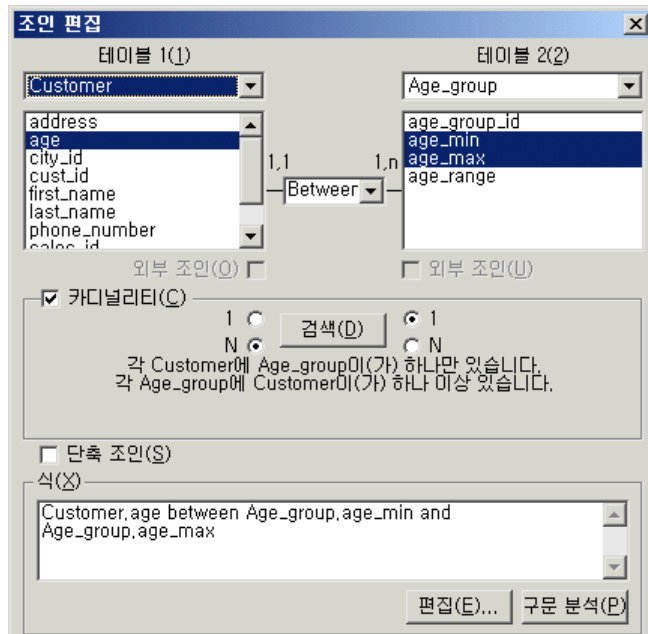 조인 편집
테이블 1(1)
테이블 2(2)
Customer
Age_group
address
age
city_id
cust_id
first_name
last_name
phone_number
sales_id
age_group_id
age_min
age_max
age_range
1,1
1,n
Between
외부 조인(O)
외부 조인(U)
카디널리티(C)
1
N
검색(D)
1
N
각 Customer에 Age_group이(가) 하나만 있습니다.
각 Age_group에 Customer이(가) 하나 이상 있습니다.
단축 조인(S)
식(X)
Customer.age between Age_group.age_min and
Age_group.age_max
편집(E)...
구문 분석(P)